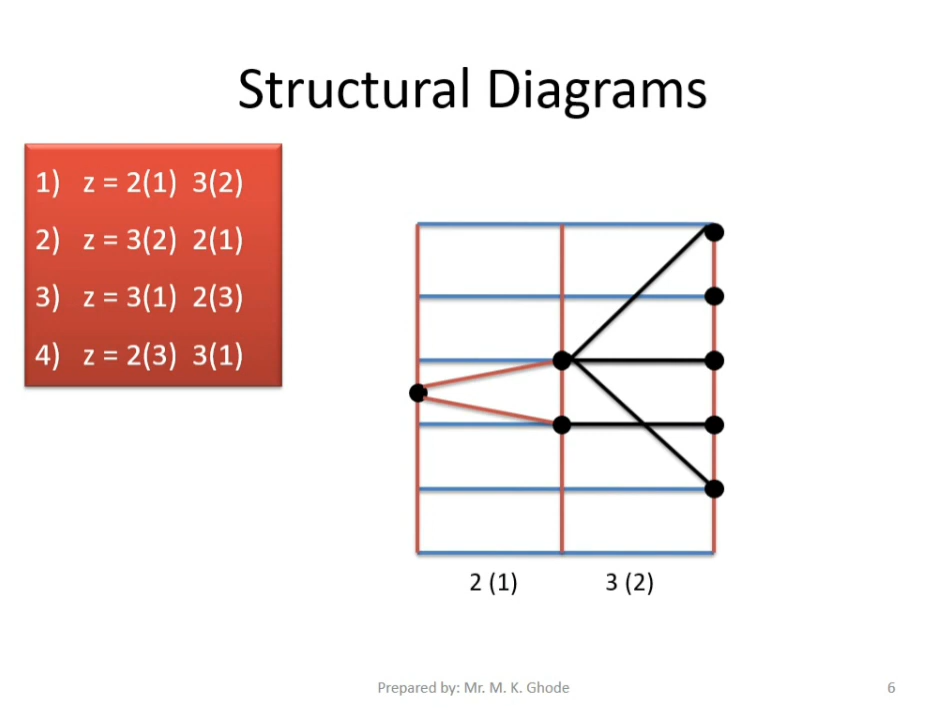 Structural Diagrams
1) z = 2(1) 3(2)
2) z = 3(2) 2(1)
3) z = 3(1) 2(3)
4) z = 2(3) 3(1)
2 (1) 3 (2)
Prepared by: Mr. M. K. Ghode 6